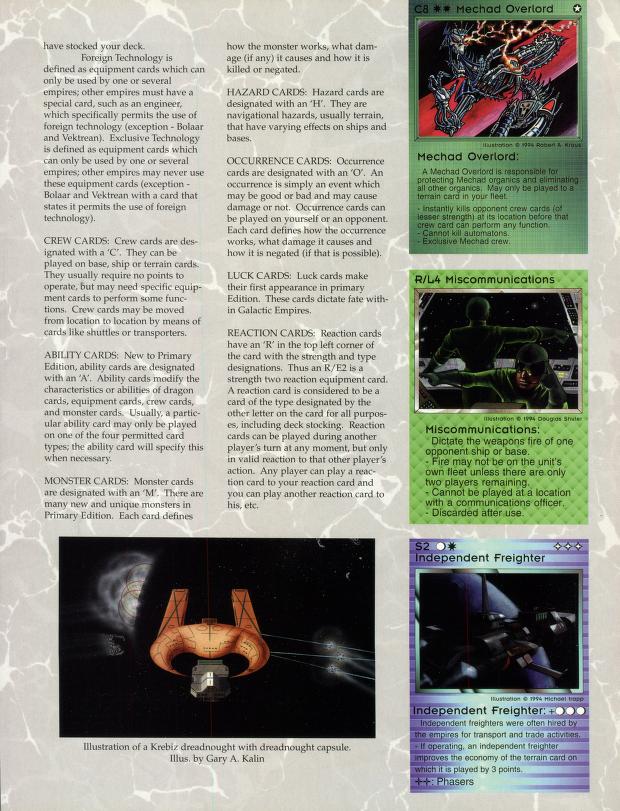 have stocked your deck.
Foreign Technology is
defined as equipment cards which can
only be used by one or several
empires; other empires must have a
special card, such as an engineer,
which specifically permits the use of
foreign technology (exception - Bolaar
and Vektrean). Exclusive Technology
is defined as equipment cards which
can only be used by one or several
empires; other empires may never use
these equipment cards (exception -
Bolaar and Vektrean with a card that
states it permits the use of foreign
technology).
CREW CARDS: Crew cards are des-
ignated with a 'C'. They can be
played on base, ship or terrain cards.
They usually require no points to
operate, but may need specific equip-
ment cards to perform some func-
tions. Crew cards may be moved
from location to location by means of
cards like shuttles or transporters.
ABILITY CARDS: New to Primary
Edition, ability cards are designated
with an 'A'. Ability cards modify the
characteristics or abilities of dragon
cards, equipment cards, crew cards,
and monster cards. Usually, a partic-
ular ability card may only be played
on one of the four permitted card
types; the ability card will specify this
when necessary.
MONSTER CARDS: Monster cards
are designated with an 'M'. There are
many new and unique monsters in
Primary Edition. Each card defines
how the monster works, what dam-
age (if any) it causes and how it is
killed or negated.
HAZARD CARDS: Hazard cards are
designated with an 'H'. They are
navigational hazards, usually terrain,
that have varying effects on ships and
bases.
OCCURRENCE CARDS: Occurrence
cards are designated with an 'O'. An
occurrence is simply an event which
may be good or bad and may cause
damage or not. Occurrence cards can
be played on yourself or an opponent.
Each card defines how the occurrence
works, what damage it causes and
how it is negated (if that is possible).
LUCK CARDS: Luck cards make
their first appearance in primary
Edition. These cards dictate fate with-
in Galactic Empires.
REACTION CARDS: Reaction cards
have an 'R' in the top left corner of
the card with the strength and type
designations. Thus an R/E2 is a
strength two reaction equipment card.
A reaction card is considered to be a
card of the type designated by the
other letter on the card for all purpos-
es, including deck stocking. Reaction
cards can be played during another
player's turn at any moment, but only
in valid reaction to that other player's
action. Any player can play a reac-
tion card to your reaction card and
you can play another reaction card to
his, etc.
C8 ✷✷ Mechad Overlord
Illustration © 1994 Robert A. Kraus
Mechad Overlord:
A Mechad Overlord is responsible for
protecting Mechad organics and eliminating
all other organics. May only be played to a
terrain card in your fleet.
- Instantly kills opponent crew cards (of
lesser strength) at its location before that
crew card can perform any function.
- Cannot kill automatons.
- Exclusive Mechad crew.
R/L4 Miscommunications
Illustration © 1994 Douglas Shuler
Miscommunications:
Dictate the weapons fire of one
opponent ship or base.
- Fire may not be on the unit's
own fleet unless there are only
two players remaining.
- Cannot be played at a location
with a communications officer.
- Discarded after use.
S2
Independent Freighter
Illustration © 1994 Michael Rapp
Independent Freighter: +
Independent freighters were often hired by
the empires for transport and trade activities.
- If operating, an independent freighter
improves the economy of the terrain card on
which it is played by 3 points.
++: Phasers
Illustration of a Krebiz dreadnought with dreadnought capsule.
Illus. by Gary A. Kalin